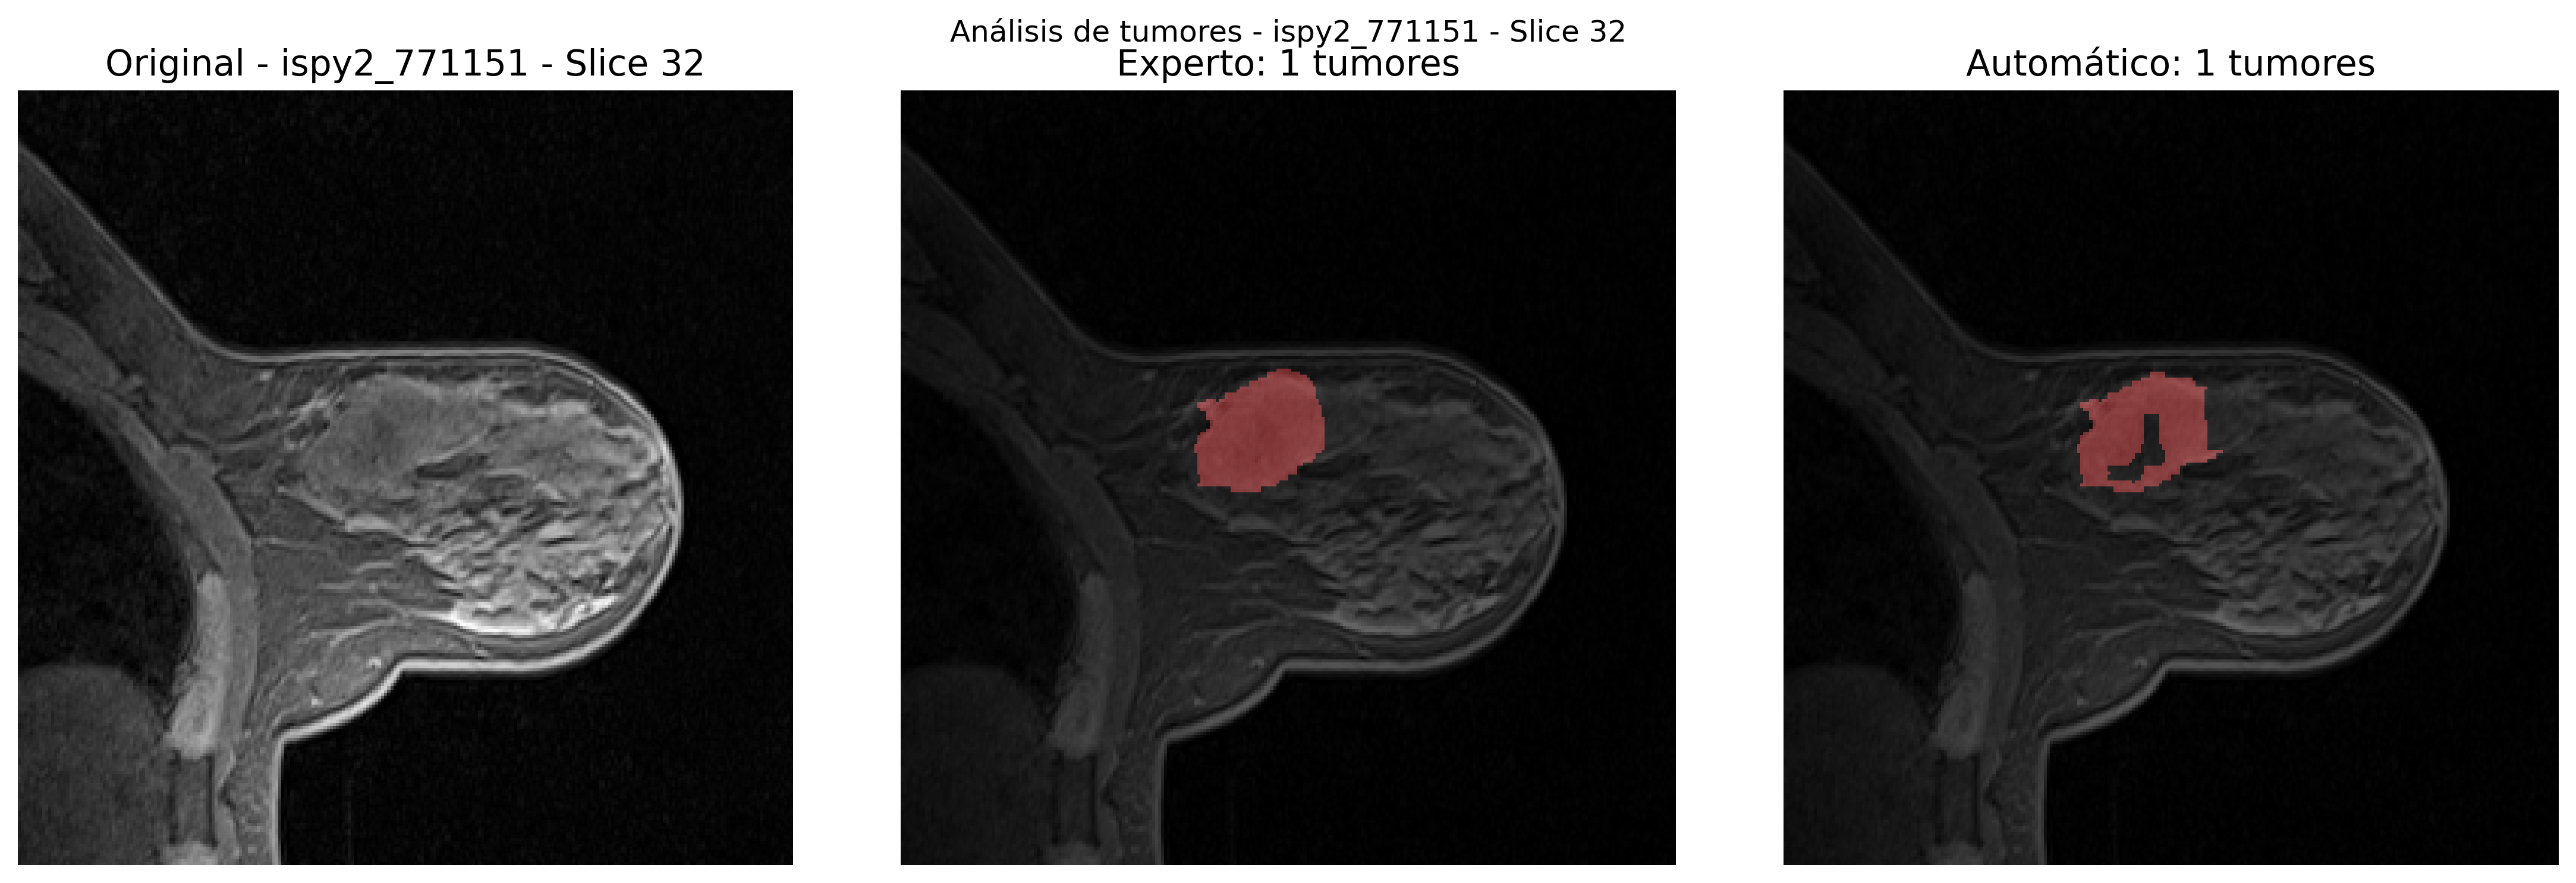 Análisis de tumores - ispy2_771151 - Slice 32
Original - ispy2_771151 - Slice 32
Experto: 1 tumores
Automático: 1 tumores